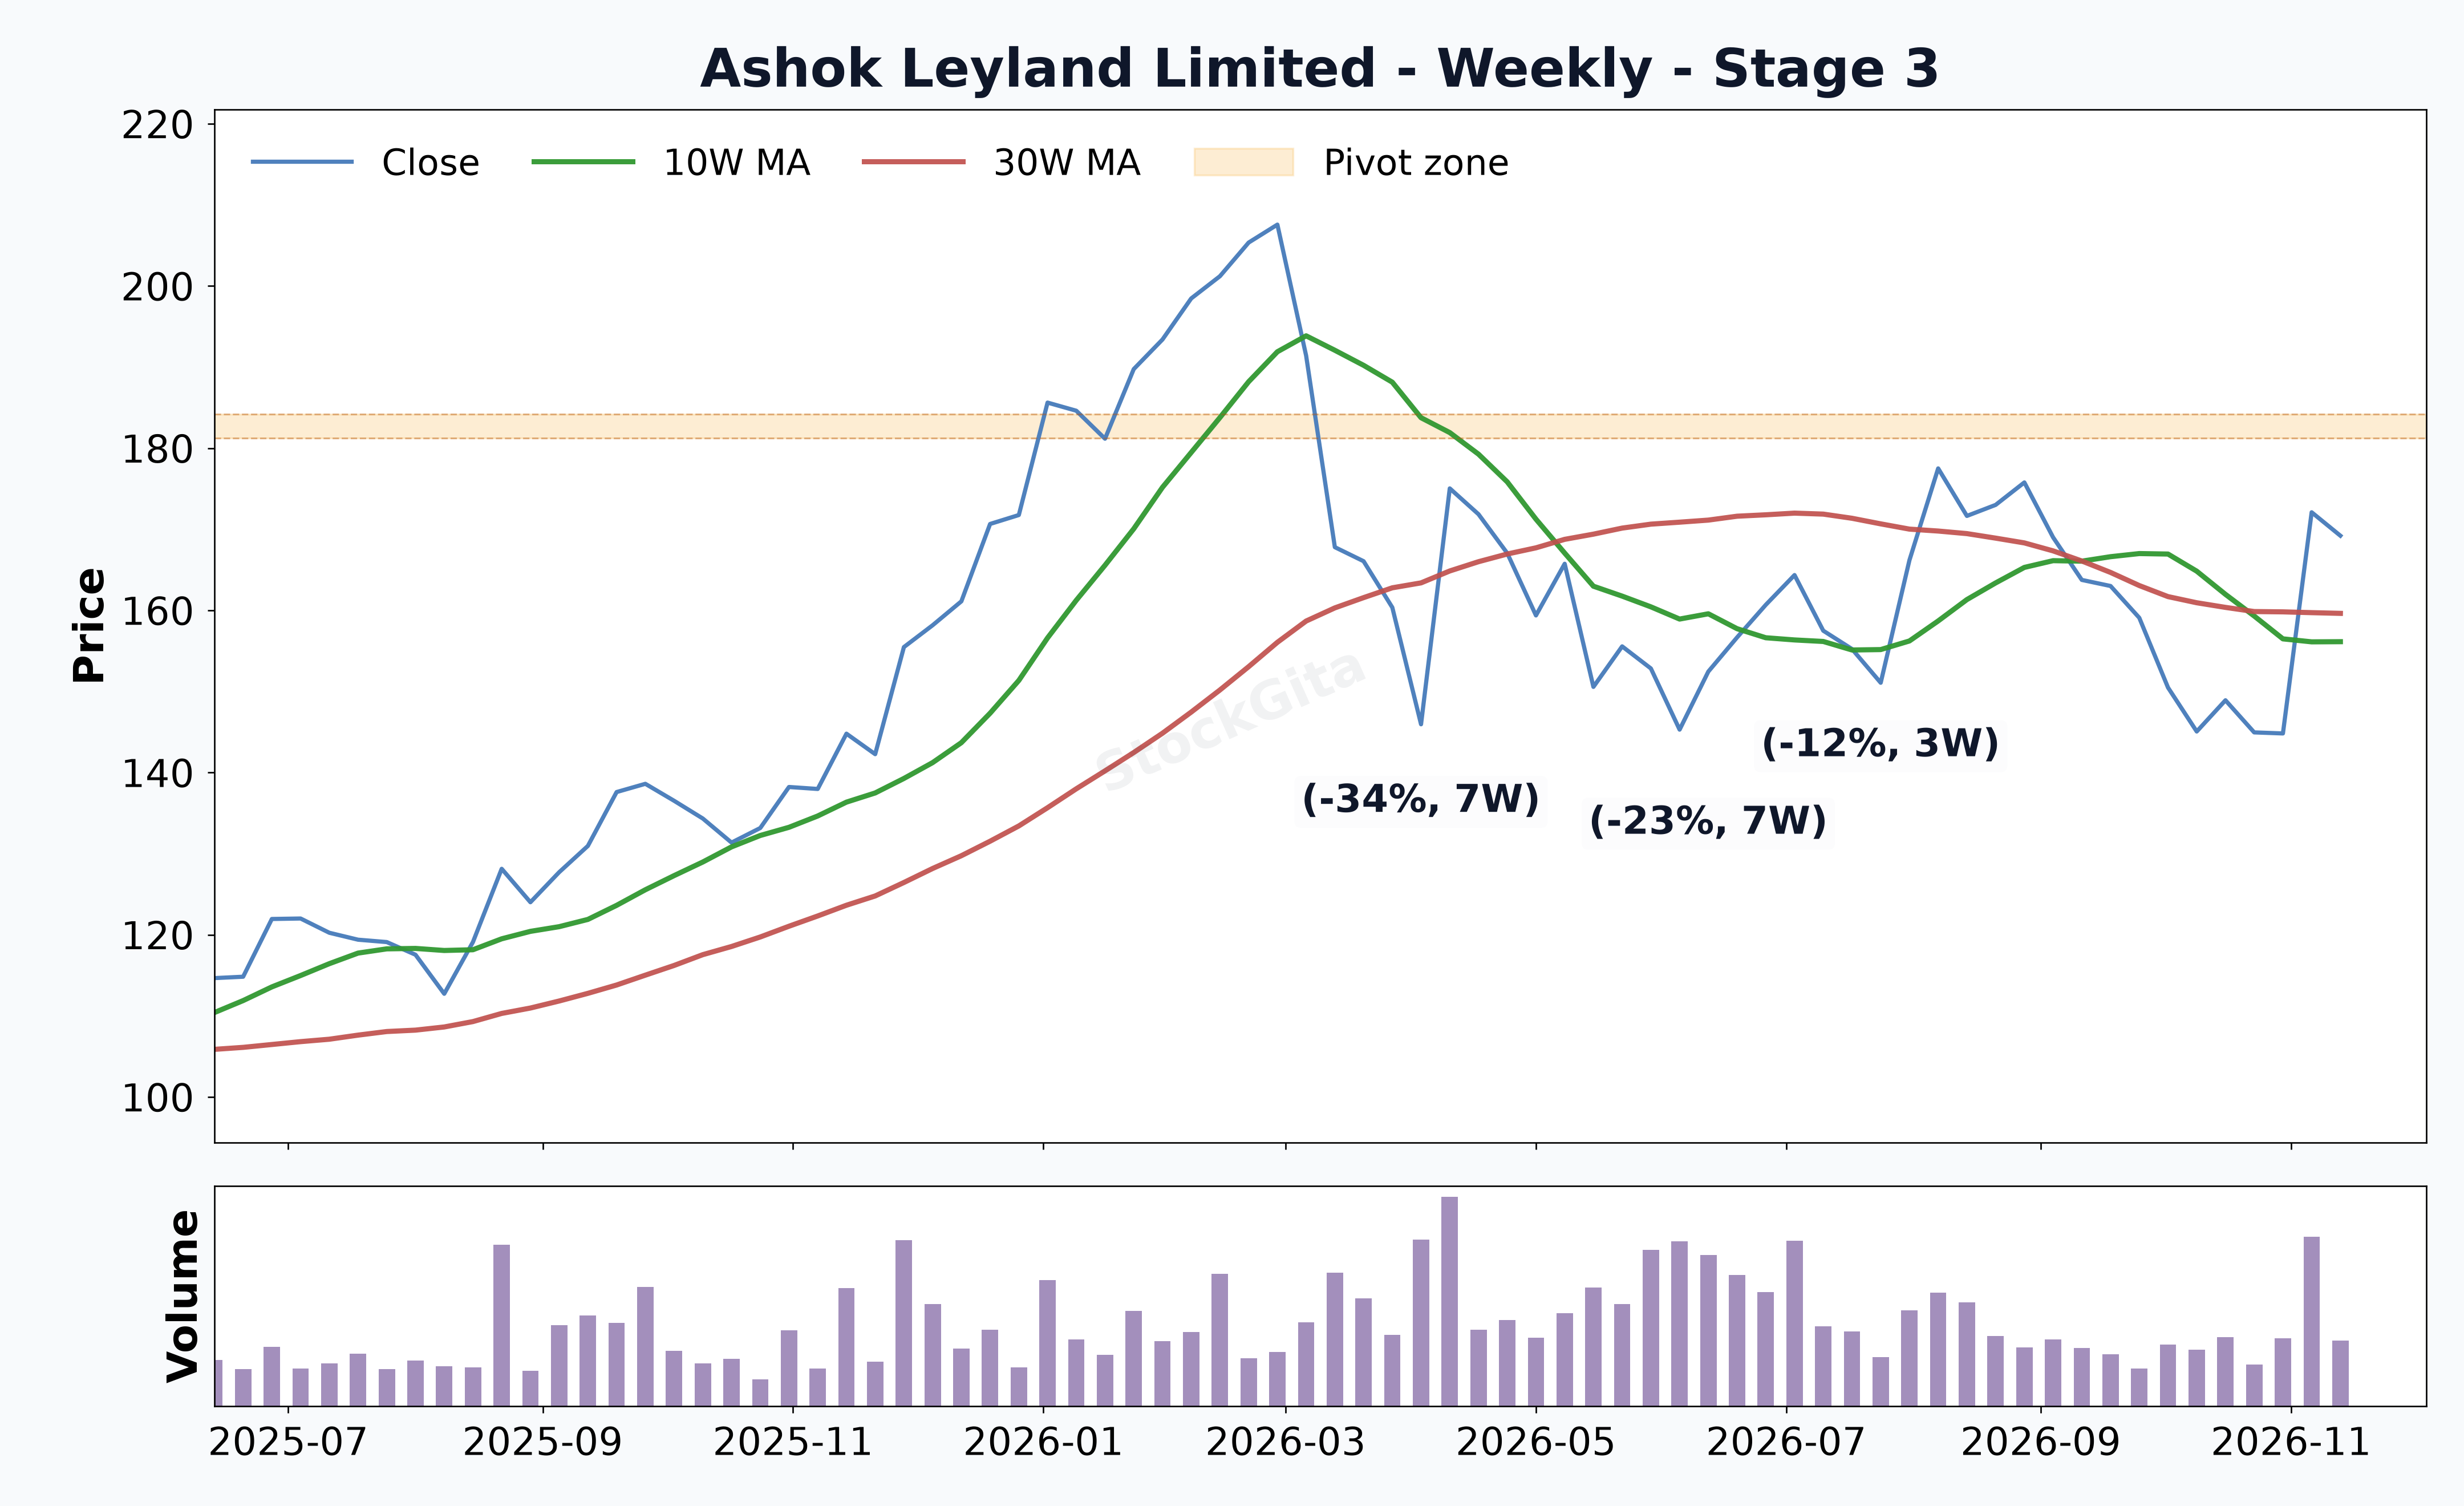 Ashok Leyland Limited - Weekly - Stage 3
Close 10W MA 30W MA Pivot zone
220
200
180
160
140
120
100
Price
StockGita
(-12%, 3W)
(-34%, 7W)
(-23%, 7W)
Volume
2025-07 2025-09 2025-11 2026-01 2026-03 2026-05 2026-07 2026-09 2026-11